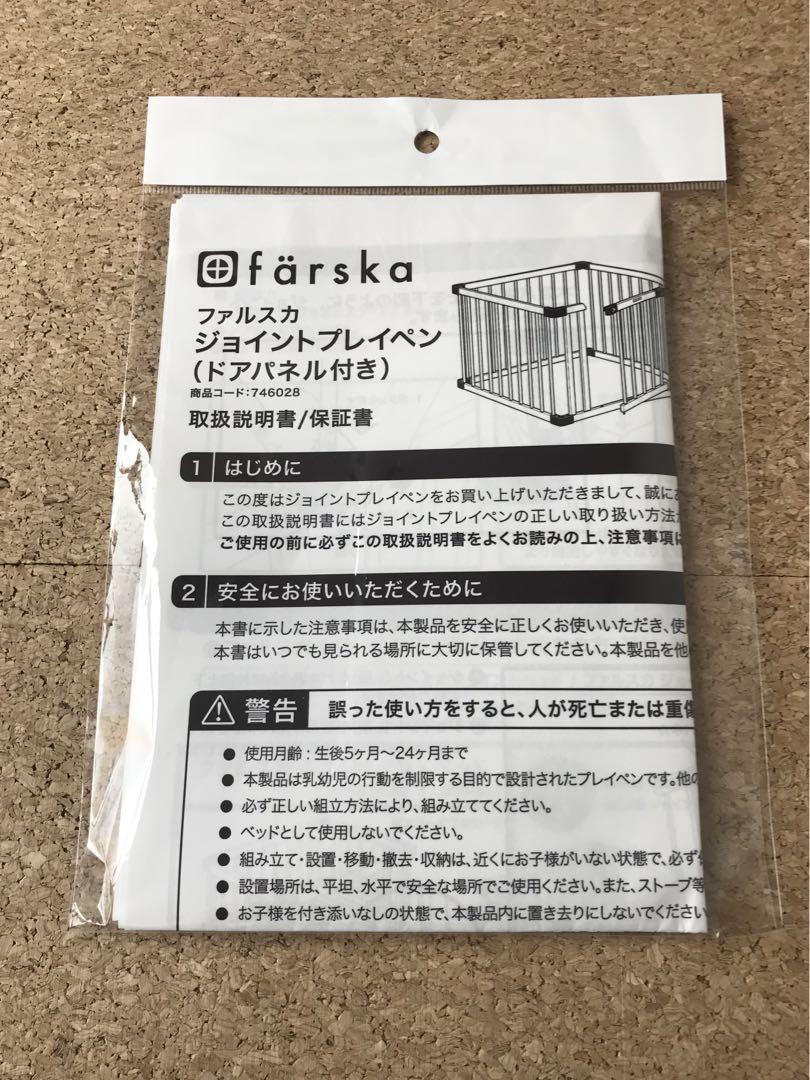 färska
ファルスカ
ジョイントプレイペン
(ドアパネル付き)
商品コード:746028
取扱説明書/保証書
1 はじめに
この度はジョイントプレイペンをお買い上げいただきまして、誠に
この取扱説明書にはジョイントプレイペンの正しい取り扱い方法
ご使用の前に必ずこの取扱説明書をよくお読みの上、注意事項
2 安全にお使いいただくために
本書に示した注意事項は、本製品を安全に正しくお使いいただき、使
本書はいつでも見られる場所に大切に保管してください。本製品を他
警告 誤った使い方をすると、人が死亡または重傷
● 使用月齢:生後5ヶ月〜24ヶ月まで
● 本製品は乳幼児の行動を制限する目的で設計されたプレイペンです。他の
● 必ず正しい組立方法により、組み立ててください。
● ベッドとして使用しないでください。
● 組み立て・設置・移動・撤去・収納は、近くにお子様がいない状態で、必ず
● 設置場所は、平坦、水平で安全な場所でご使用ください。また、ストーブ等
● お子様を付き添いなしの状態で、本製品内に置き去りにしないでください